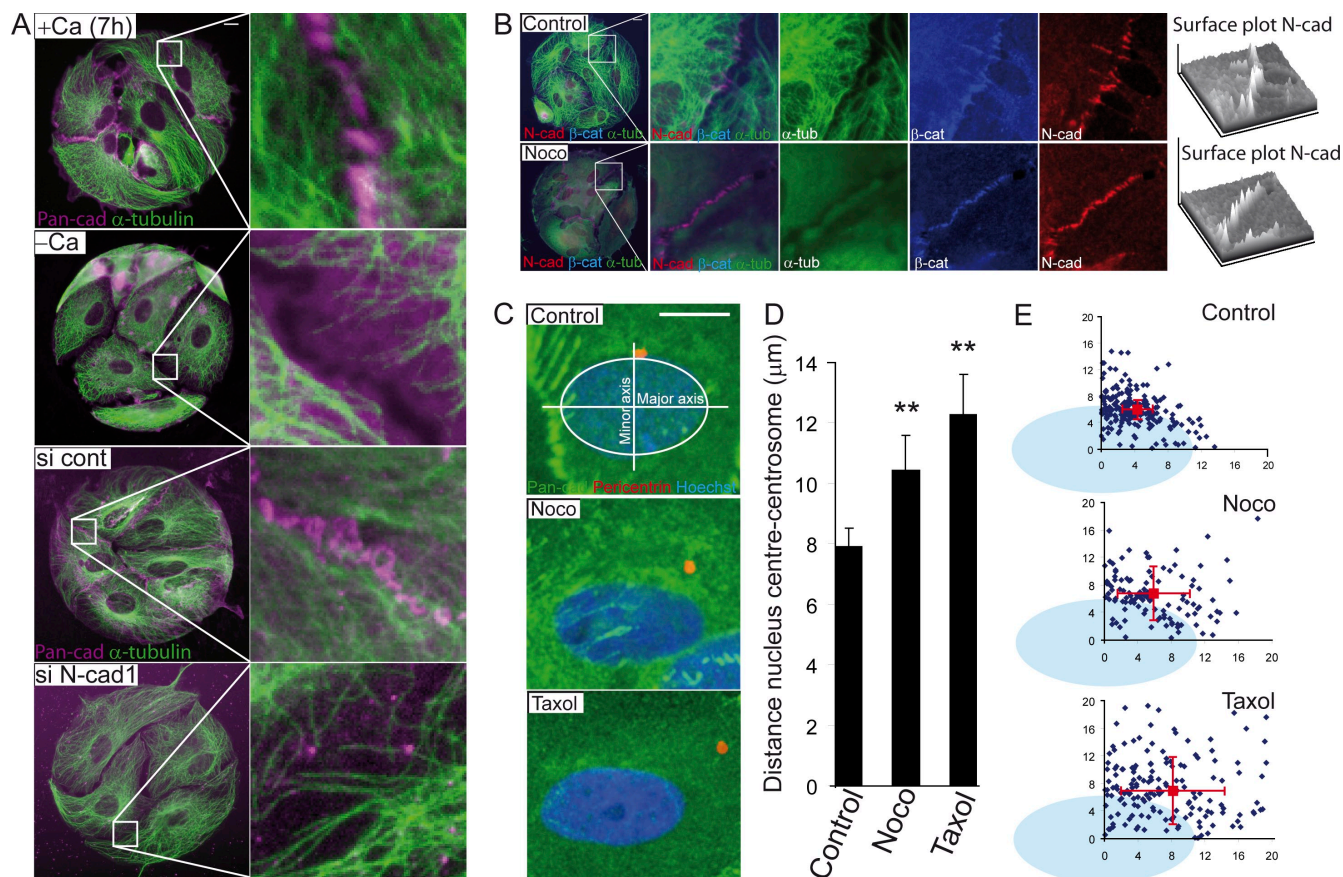 A
+Ca (7h)
Pan-cad α-tubulin
–Ca
si cont
Pan-cad α-tubulin
si N-cad1
B
Control
N-cad β-cat α-tub
N-cad β-cat α-tub
α-tub
β-cat
N-cad
Surface plot N-cad
Noco
N-cad β-cat α-tub
N-cad β-cat α-tub
α-tub
β-cat
N-cad
Surface plot N-cad
C
Control
Minor axis
Major axis
Pan-cad Pericentrin Hoechst
Noco
Taxol
D
Distance nucleus centre-centrosome (μm)
14
12
10
8
6
4
2
0
**
**
Control
Noco
Taxol
E
Control
20
16
12
8
4
0
0 4 8 12 16 20
Noco
20
16
12
8
4
0
0 4 8 12 16 20
Taxol
20
16
12
8
4
0
0 4 8 12 16 20